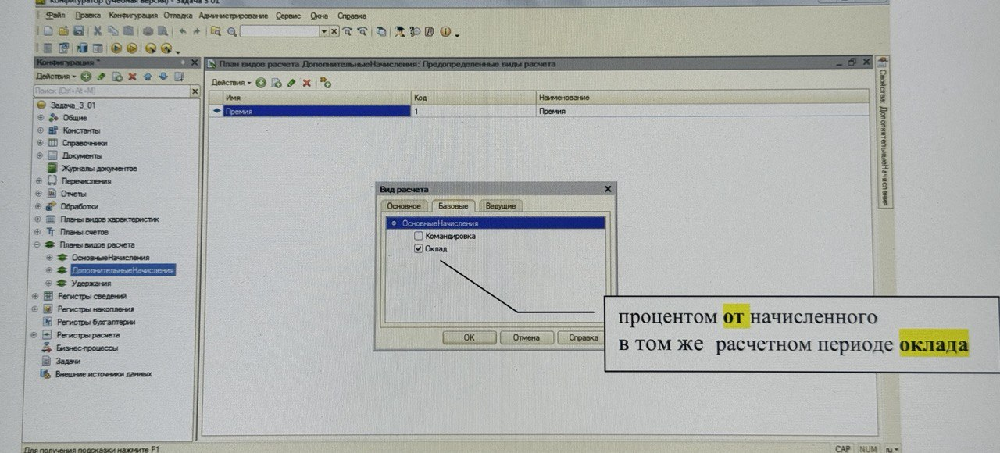 Конфигуратор (учебная версия) - Задача 3 01
Файл Правка Конфигурация Отладка Администрирование Сервис Окна Справка
Конфигурация *
Действия
Поиск (Ctrl+Alt+M)
Задача_3_01
Общие
Константы
Справочники
Документы
Журналы документов
Перечисления
Отчеты
Обработки
Планы видов характеристик
Планы счетов
Планы видов расчета
ОсновныеНачисления
ДополнительныеНачисления
Удержания
Регистры сведений
Регистры накопления
Регистры бухгалтерии
Регистры расчета
Бизнес-процессы
Задачи
Внешние источники данных
План видов расчета ДополнительныеНачисления: Предопределенные виды расчета
Действия
Имя Код Наименование
Премия 1 Премия
Вид расчета
Основное Базовые Ведущие
ОсновныеНачисления
Командировка
Оклад
ОК Отмена Справка
процентом от начисленного
в том же расчетном периоде оклада
Свойства: ДополнительныеНачисления
Для получения подсказки нажмите F1
CAP NUM ru